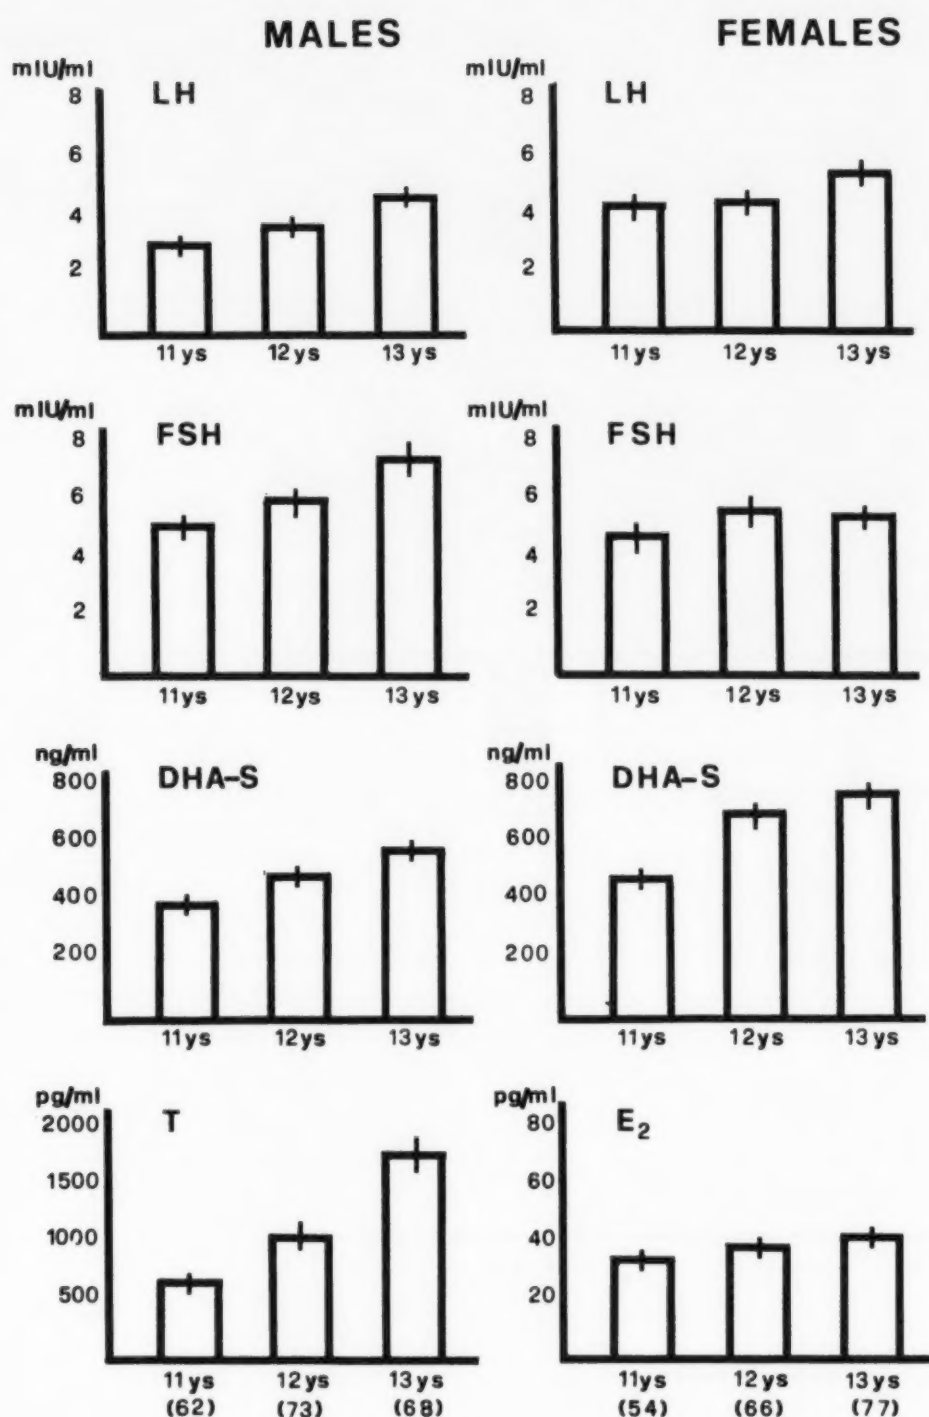 MALES
FEMALES
mIU/ml
LH
8
6
4
2
11ys 12ys 13ys
mIU/ml
LH
8
6
4
2
11ys 12ys 13ys
mIU/ml
FSH
8
6
4
2
11ys 12ys 13ys
mIU/ml
FSH
8
6
4
2
11ys 12ys 13ys
ng/ml
DHA–S
800
600
400
200
11ys 12ys 13ys
ng/ml
DHA–S
800
600
400
200
11ys 12ys 13ys
pg/ml
T
2000
1500
1000
500
11ys 12ys 13ys
(62) (73) (68)
pg/ml
E₂
80
60
40
20
11ys 12ys 13ys
(54) (66) (77)